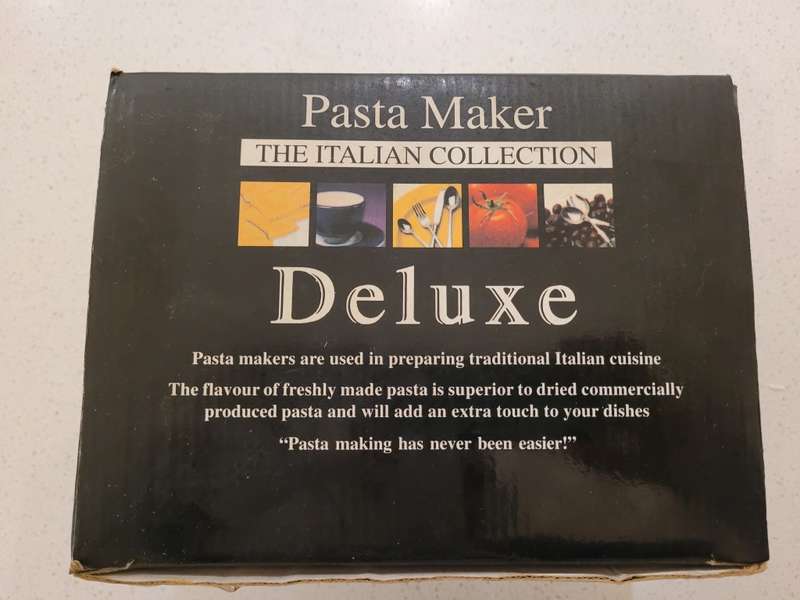 Pasta Maker
THE ITALIAN COLLECTION
Deluxe
Pasta makers are used in preparing traditional Italian cuisine
The flavour of freshly made pasta is superior to dried commercially
produced pasta and will add an extra touch to your dishes
“Pasta making has never been easier!”